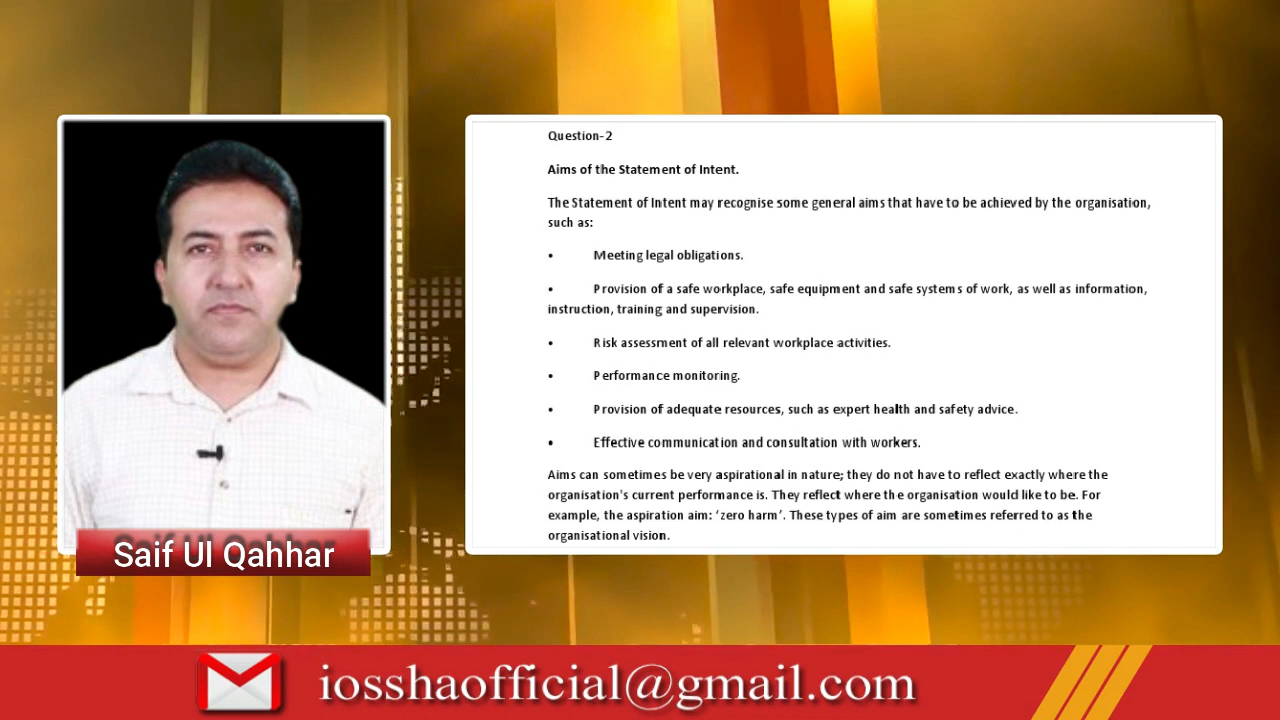 Question-2
Aims of the Statement of Intent.
The Statement of Intent may recognise some general aims that have to be achieved by the organisation,
such as:
• Meeting legal obligations.
• Provision of a safe workplace, safe equipment and safe systems of work, as well as information,
instruction, training and supervision.
• Risk assessment of all relevant workplace activities.
• Performance monitoring.
• Provision of adequate resources, such as expert health and safety advice.
• Effective communication and consultation with workers.
Aims can sometimes be very aspirational in nature; they do not have to reflect exactly where the
organisation's current performance is. They reflect where the organisation would like to be. For
example, the aspiration aim: ‘zero harm’. These types of aim are sometimes referred to as the
organisational vision.
Saif Ul Qahhar
iosshaofficial@gmail.com